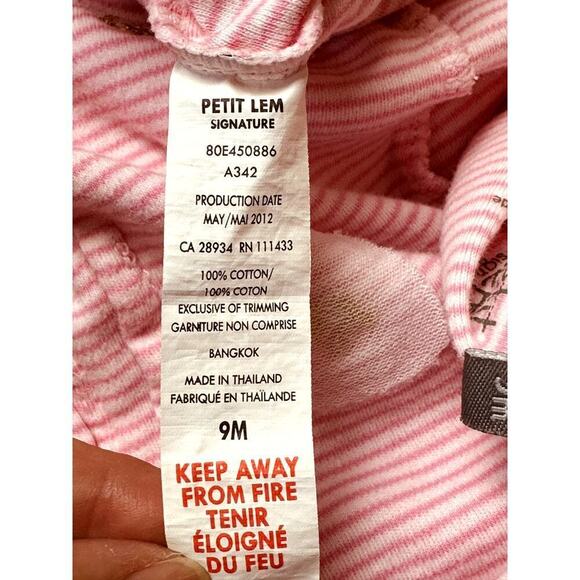 PETIT LEM
SIGNATURE
80E450886
A342
PRODUCTION DATE
MAY/MAI 2012
CA 28934 RN 111433
100% COTTON/
100% COTON
EXCLUSIVE OF TRIMMING
GARNITURE NON COMPRISE
BANGKOK
MADE IN THAILAND
FABRIQUÉ EN THAÏLANDE
9M
KEEP AWAY
FROM FIRE
TENIR
ÉLOIGNÉ
DU FEU